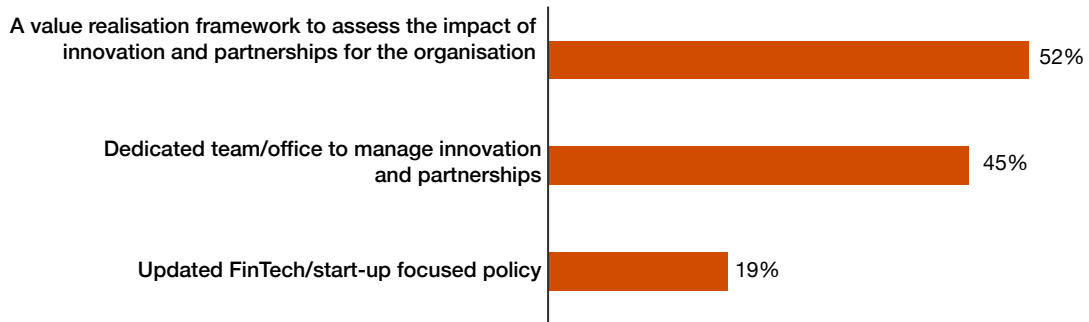 A value realisation framework to assess the impact of
innovation and partnerships for the organisation
52%
Dedicated team/office to manage innovation
and partnerships
45%
Updated FinTech/start-up focused policy
19%